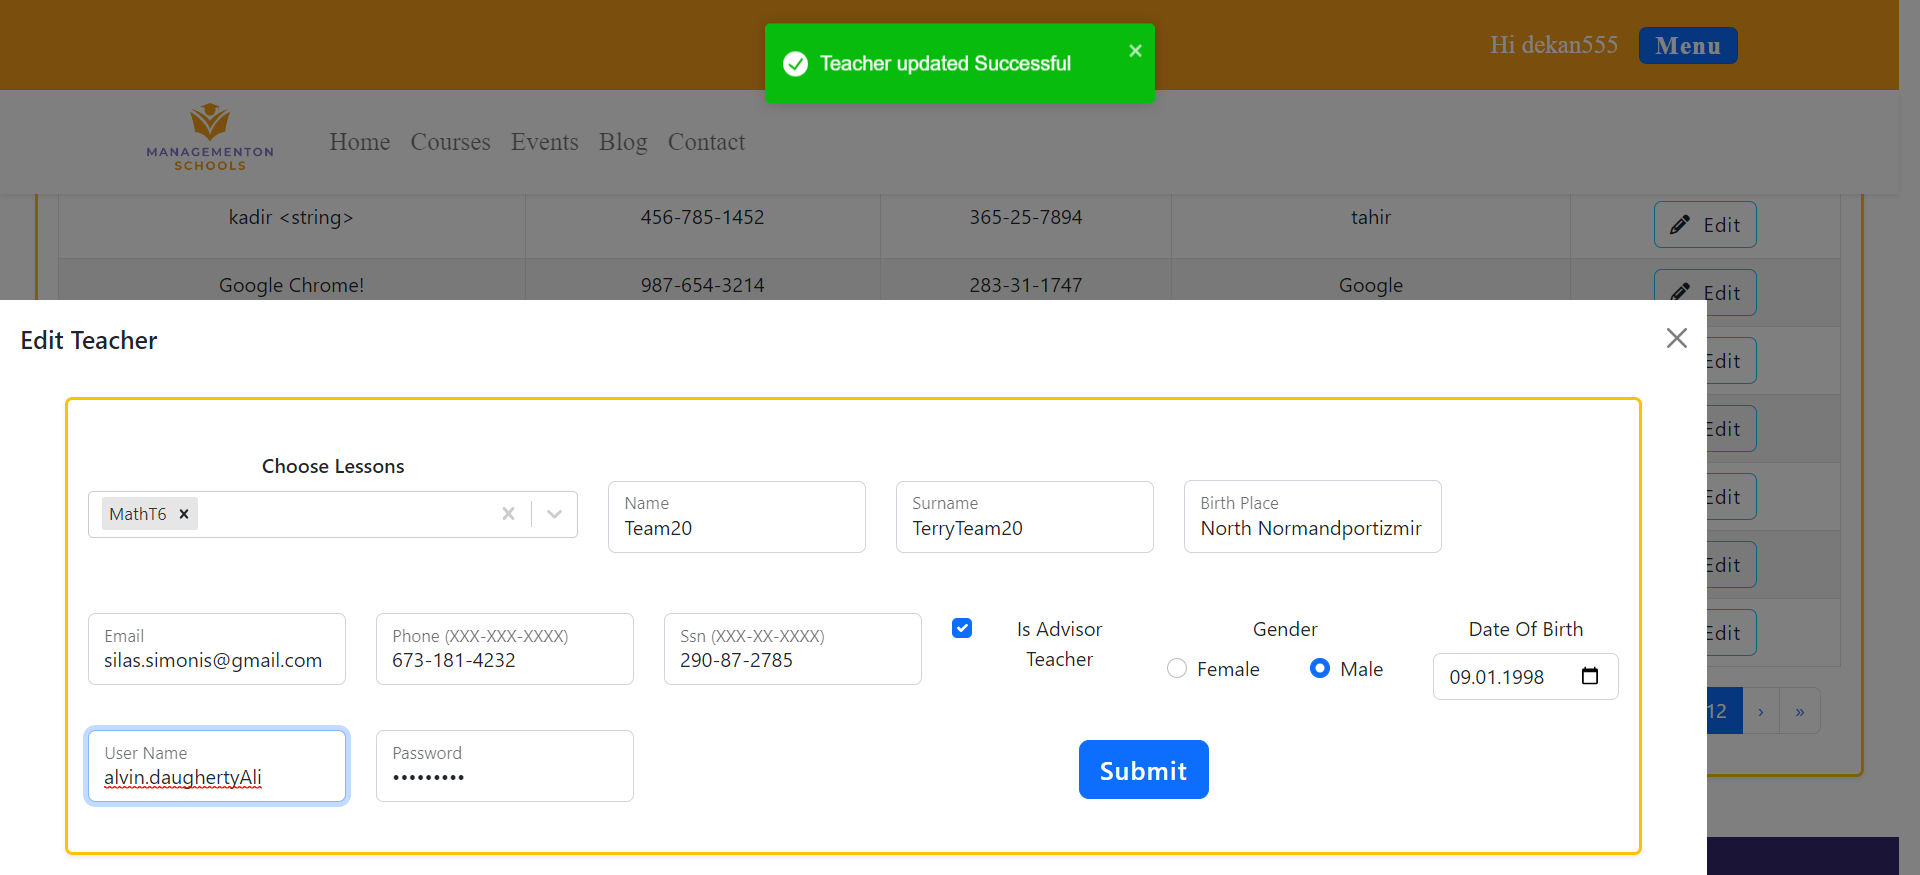 Teacher updated Successful
Hi dekan555
Menu
MANAGEMENTON
SCHOOLS
Home Courses Events Blog Contact
kadir <string> 456-785-1452 365-25-7894 tahir Edit
Google Chrome! 987-654-3214 283-31-1747 Google Edit
Edit Teacher
Edit
Edit
Edit
Edit
Edit
12 › »
Choose Lessons
MathT6
Name
Team20
Surname
TerryTeam20
Birth Place
North Normandportizmir
Email
silas.simonis@gmail.com
Phone (XXX-XXX-XXXX)
673-181-4232
Ssn (XXX-XX-XXXX)
290-87-2785
Is Advisor
Teacher
Gender
Female Male
Date Of Birth
09.01.1998
User Name
alvin.daughertyAli
Password
•••••••••
Submit